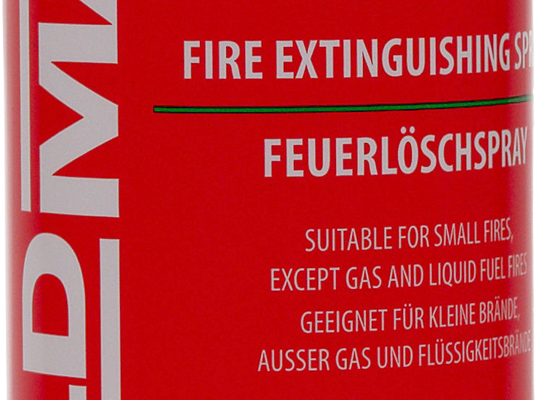 FIRE EXTINGUISHING
FEUERLÖSCHSPRAY
SUITABLE FOR SMALL FIRES,
EXCEPT GAS AND LIQUID FUEL FIRES
GEEIGNET FÜR KLEINE BRÄNDE,
AUSSER GAS UND FLÜSSIGKEITSBRÄNDE